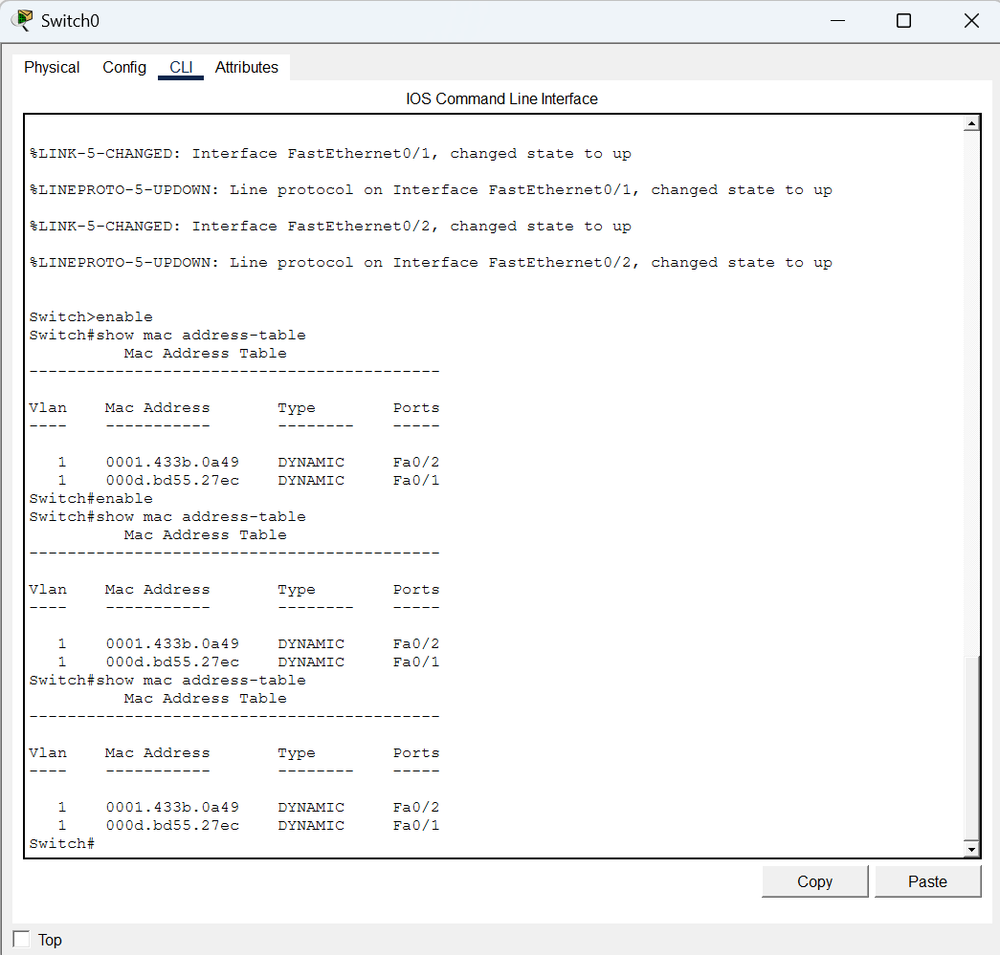 Switch0
Physical Config CLI Attributes
IOS Command Line Interface
%LINK-5-CHANGED: Interface FastEthernet0/1, changed state to up
%LINEPROTO-5-UPDOWN: Line protocol on Interface FastEthernet0/1, changed state to up
%LINK-5-CHANGED: Interface FastEthernet0/2, changed state to up
%LINEPROTO-5-UPDOWN: Line protocol on Interface FastEthernet0/2, changed state to up
Switch>enable
Switch#show mac address-table
          Mac Address Table
-------------------------------------------
Vlan    Mac Address       Type        Ports
----    -----------       --------    -----
   1    0001.433b.0a49    DYNAMIC     Fa0/2
   1    000d.bd55.27ec    DYNAMIC     Fa0/1
Switch#enable
Switch#show mac address-table
          Mac Address Table
-------------------------------------------
Vlan    Mac Address       Type        Ports
----    -----------       --------    -----
   1    0001.433b.0a49    DYNAMIC     Fa0/2
   1    000d.bd55.27ec    DYNAMIC     Fa0/1
Switch#show mac address-table
          Mac Address Table
-------------------------------------------
Vlan    Mac Address       Type        Ports
----    -----------       --------    -----
   1    0001.433b.0a49    DYNAMIC     Fa0/2
   1    000d.bd55.27ec    DYNAMIC     Fa0/1
Switch#
Copy Paste
Top